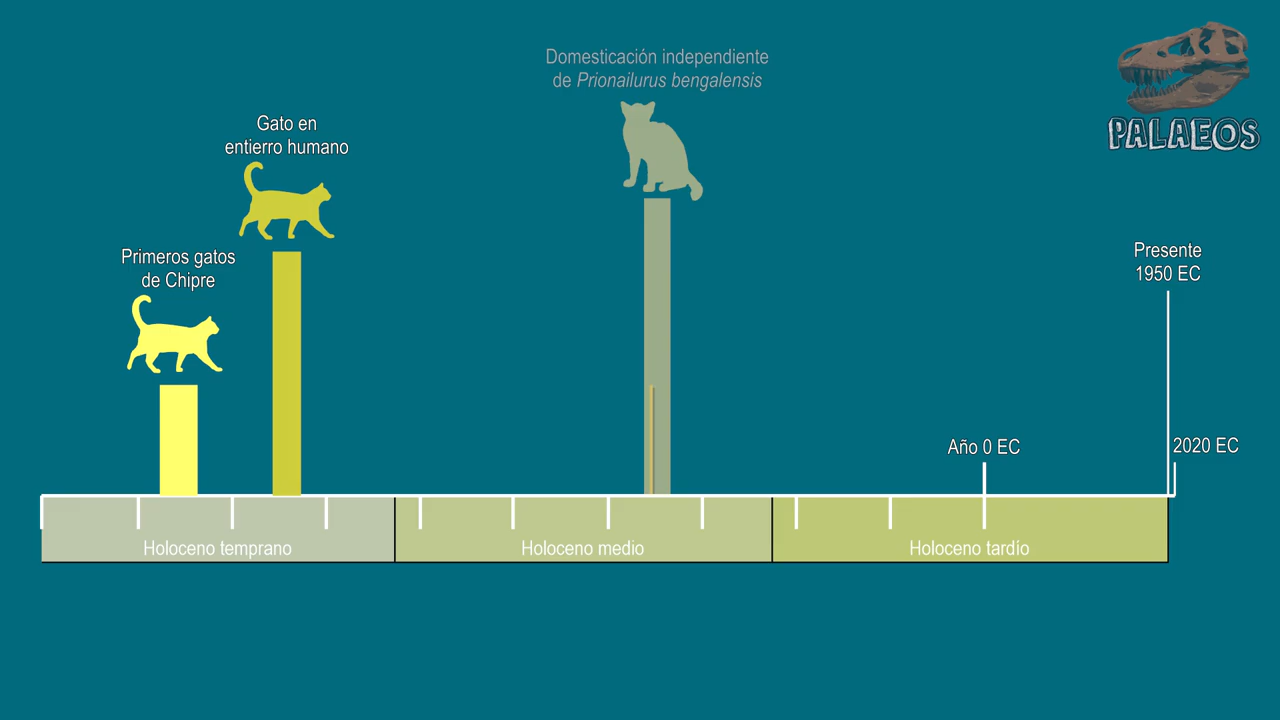 Domesticación independiente
de Prionailurus bengalensis
PALAEOS
Gato en
entierro humano
Primeros gatos
de Chipre
Presente
1950 EC
Año 0 EC
2020 EC
Holoceno temprano
Holoceno medio
Holoceno tardío